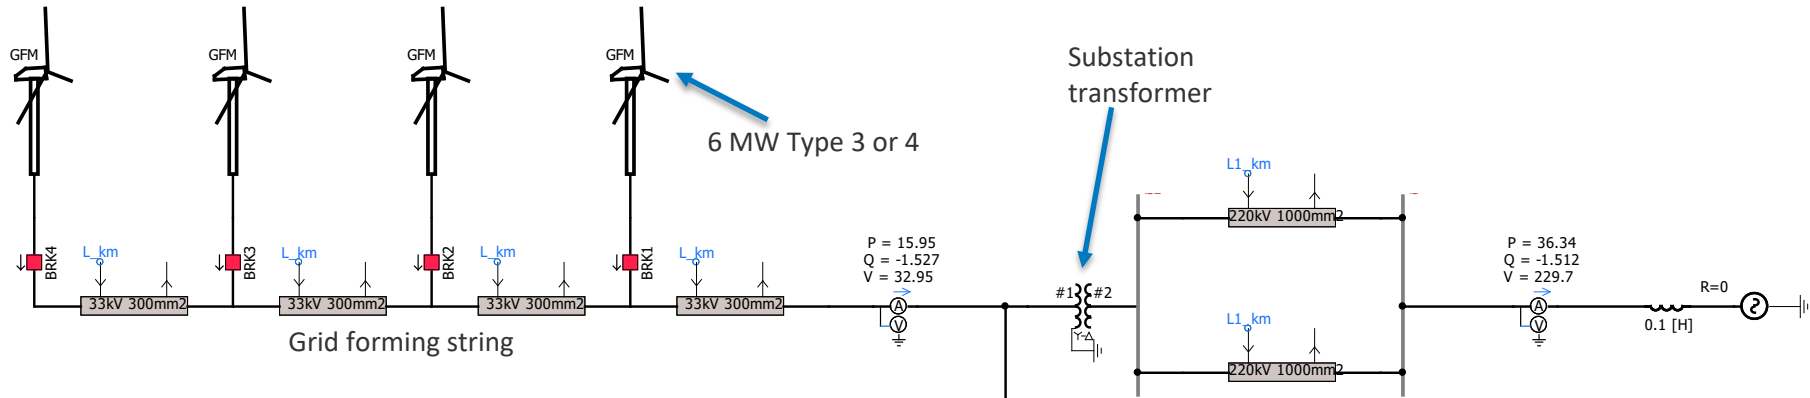 GFM
GFM
GFM
GFM
Substation
transformer
6 MW Type 3 or 4
L1_km
220kV 1000mm2
BRK4
L_km
BRK3
L_km
BRK2
L_km
BRK1
L_km
P = 15.95
Q = -1.527
V = 32.95
P = 36.34
Q = -1.512
V = 229.7
33kV 300mm2
33kV 300mm2
33kV 300mm2
33kV 300mm2
A
V
#1
#2
Y-Δ
A
V
R=0
0.1 [H]
Grid forming string
L1_km
220kV 1000mm2